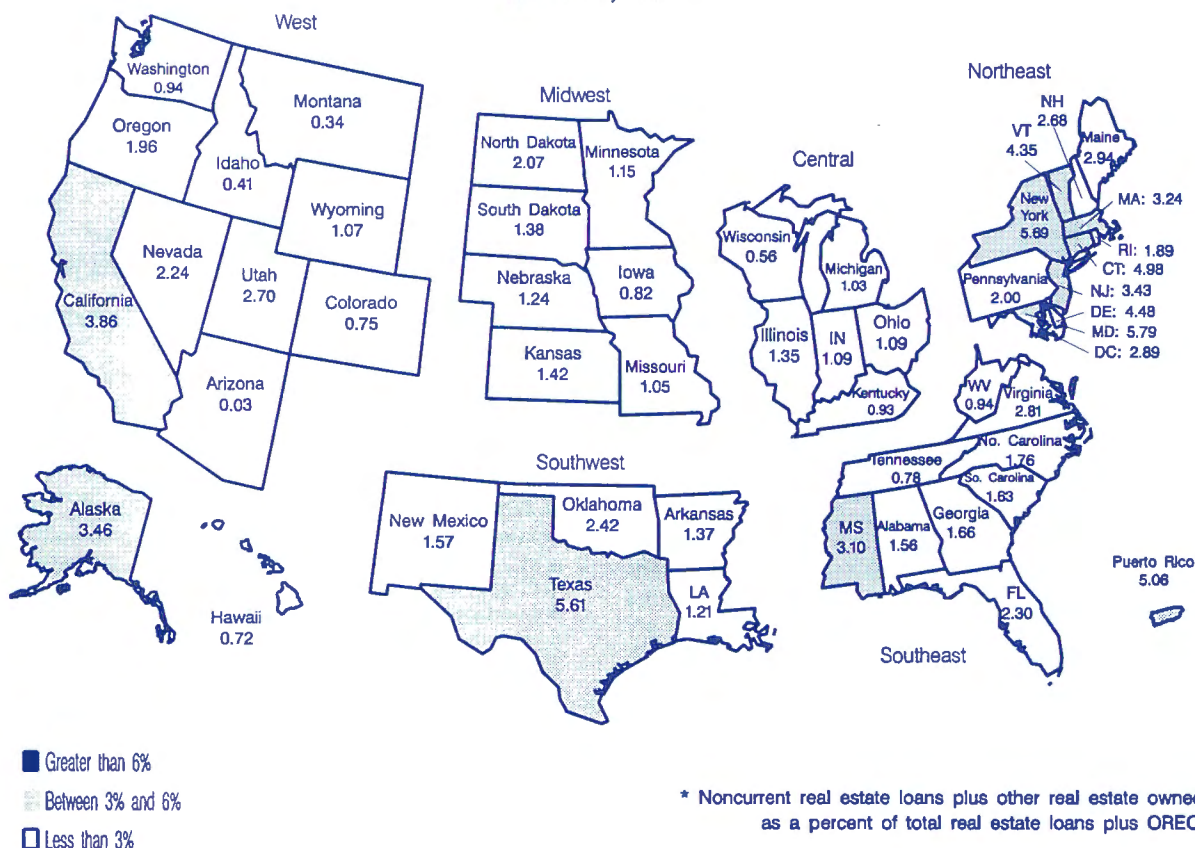 West
Washington
0.94
Montana
0.34
Oregon
1.96
Idaho
0.41
Wyoming
1.07
Nevada
2.24
Utah
2.70
Colorado
0.75
California
3.86
Arizona
0.03
Alaska
3.46
Hawaii
0.72
Midwest
North Dakota
2.07
Minnesota
1.15
South Dakota
1.38
Nebraska
1.24
Iowa
0.82
Kansas
1.42
Missouri
1.05
Central
Wisconsin
0.56
Michigan
1.03
Illinois
1.35
IN
1.09
Ohio
1.09
Kentucky
0.93
Northeast
NH
2.68
VT
4.35
Maine
2.94
New
York
5.69
MA: 3.24
RI: 1.89
CT: 4.98
Pennsylvania
2.00
NJ: 3.43
DE: 4.48
MD: 5.79
DC: 2.89
Southwest
New Mexico
1.57
Oklahoma
2.42
Arkansas
1.37
Texas
5.61
LA
1.21
WV
0.94
Virginia
2.81
No. Carolina
1.76
Tennessee
0.78
So. Carolina
1.63
MS
3.10
Alabama
1.56
Georgia
1.66
FL
2.30
Puerto Rico
5.06
Southeast
Greater than 6%
Between 3% and 6%
Less than 3%
* Noncurrent real estate loans plus other real estate owned
as a percent of total real estate loans plus OREO